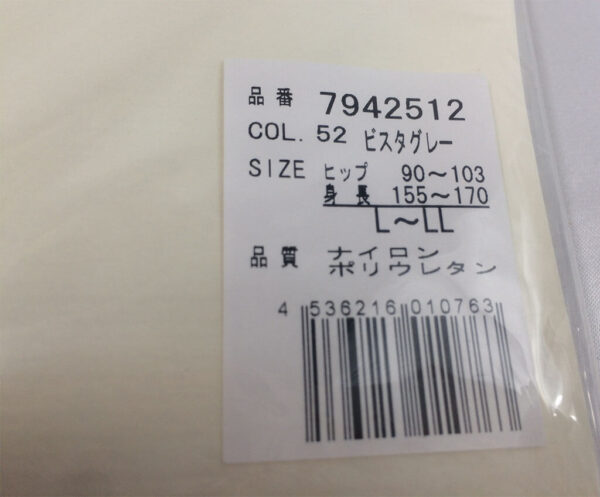 品番 7942512
COL. 52 ビスタグレー
SIZE ヒップ 90～103
身長 155～170
L～LL
品質 ナイロン
ポリウレタン
4 536216 010763